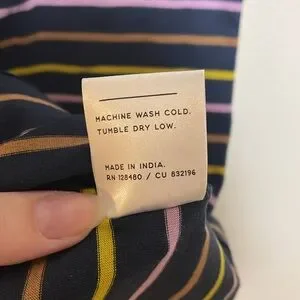 MACHINE WASH COLD.
TUMBLE DRY LOW.
MADE IN INDIA.
RN 128480 / CU 832196